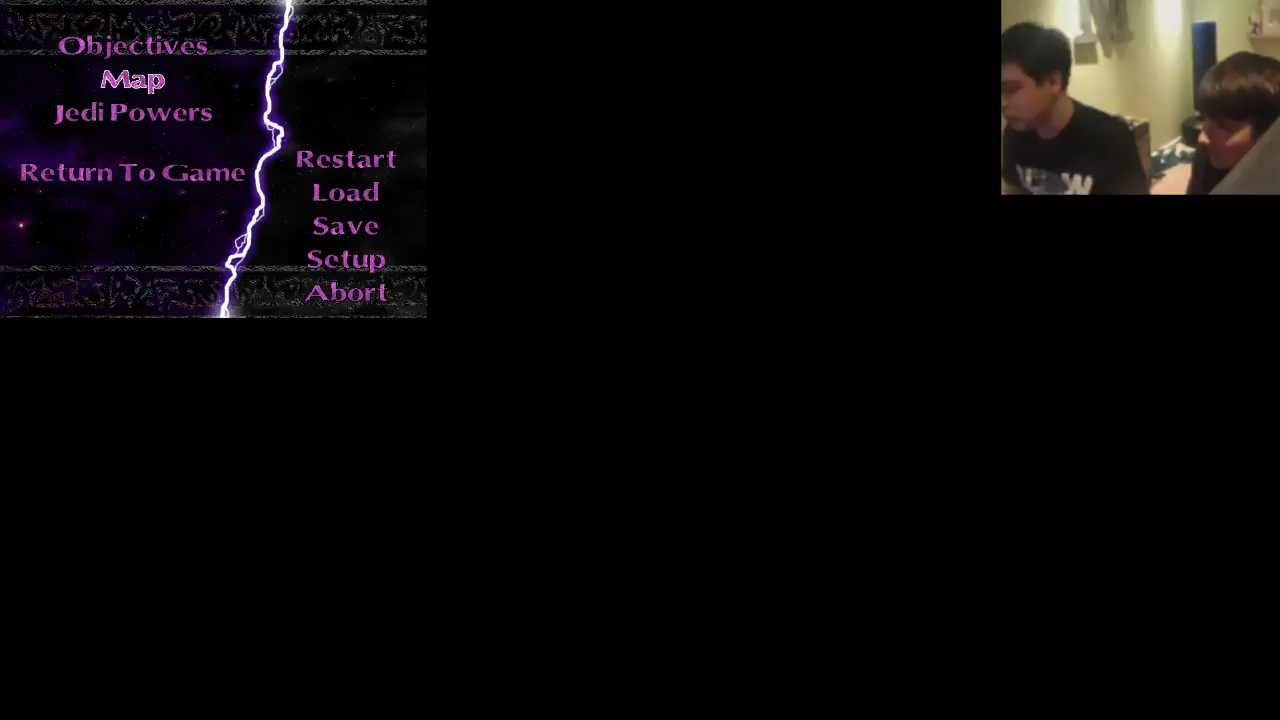 Objectives
Map
Jedi Powers
Return To Game
Restart
Load
Save
Setup
Abort